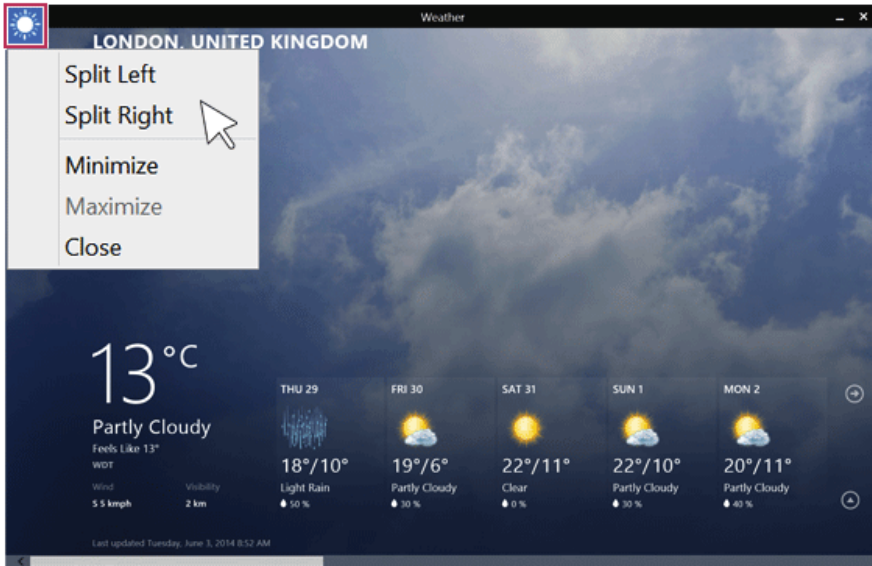 Weather
LONDON, UNITED KINGDOM
Split Left
Split Right
Minimize
Maximize
Close
13°C
Partly Cloudy
Feels Like 13°
WDT
Wind Visibility
S 5 kmph 2 km
THU 29 FRI 30 SAT 31 SUN 1 MON 2
18°/10° 19°/6° 22°/11° 22°/10° 20°/11°
Light Rain Partly Cloudy Clear Partly Cloudy Partly Cloudy
50 % 30 % 0 % 30 % 40 %
Last updated Tuesday, June 3, 2014 8:52 AM